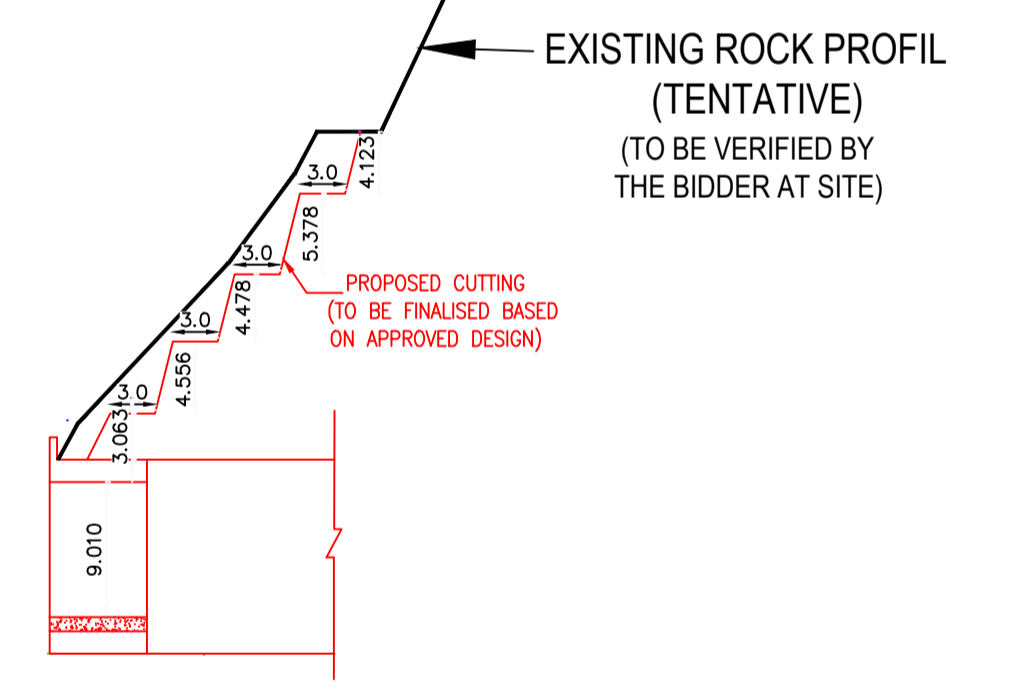 EXISTING ROCK PROFIL
(TENTATIVE)
(TO BE VERIFIED BY
THE BIDDER AT SITE)
4.123
3.0
5.378
3.0
PROPOSED CUTTING
(TO BE FINALISED BASED
ON APPROVED DESIGN)
4.478
3.0
4.556
3.0
3.063
9.010